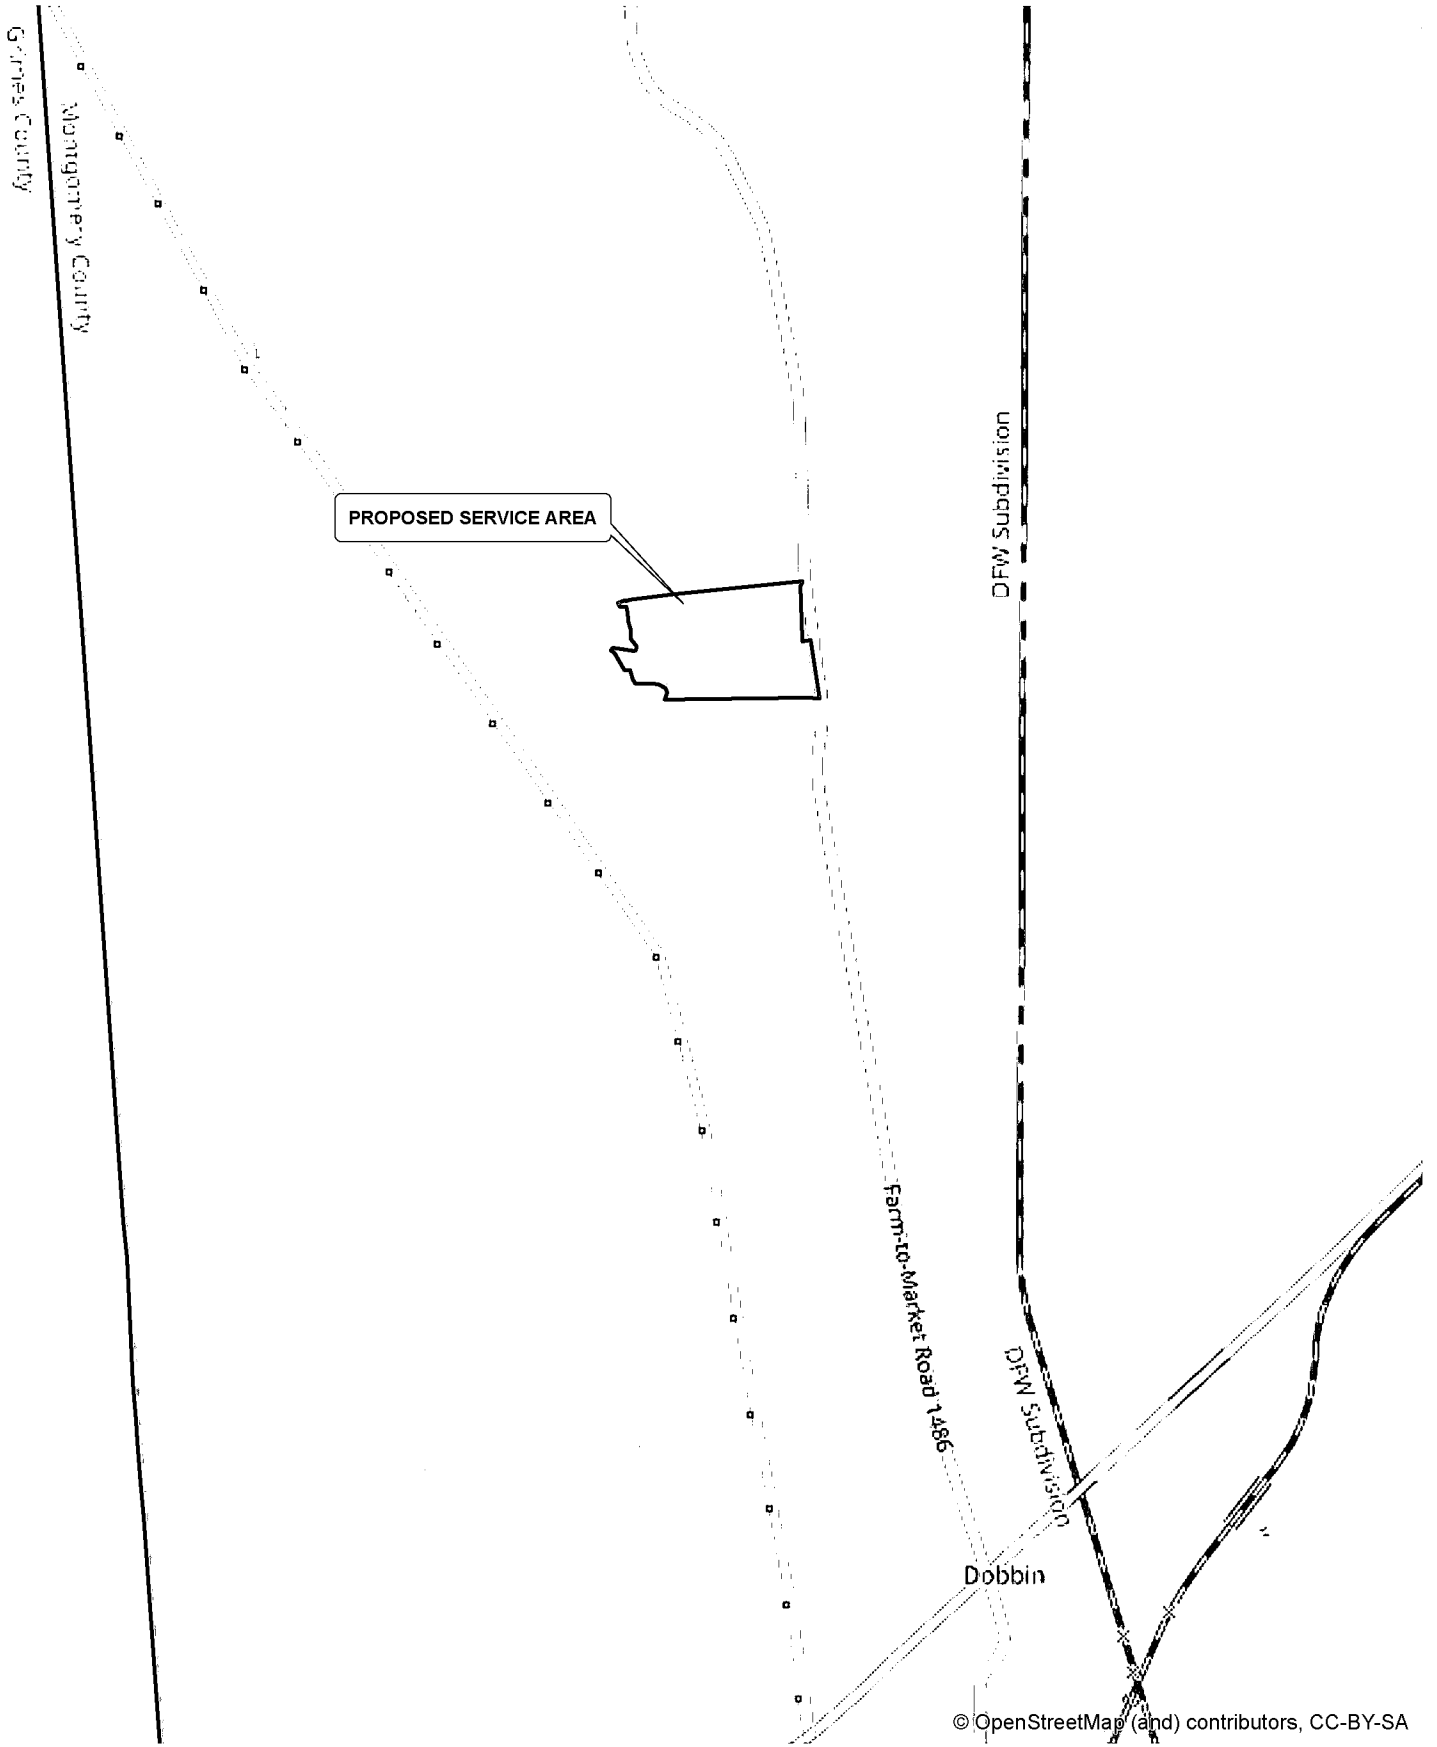 Grimes County
Montgomery County
PROPOSED SERVICE AREA
DFW Subdivision
Farm-to-Market Road 1486
DFW Subdivision
Dobbin
© OpenStreetMap (and) contributors, CC-BY-SA